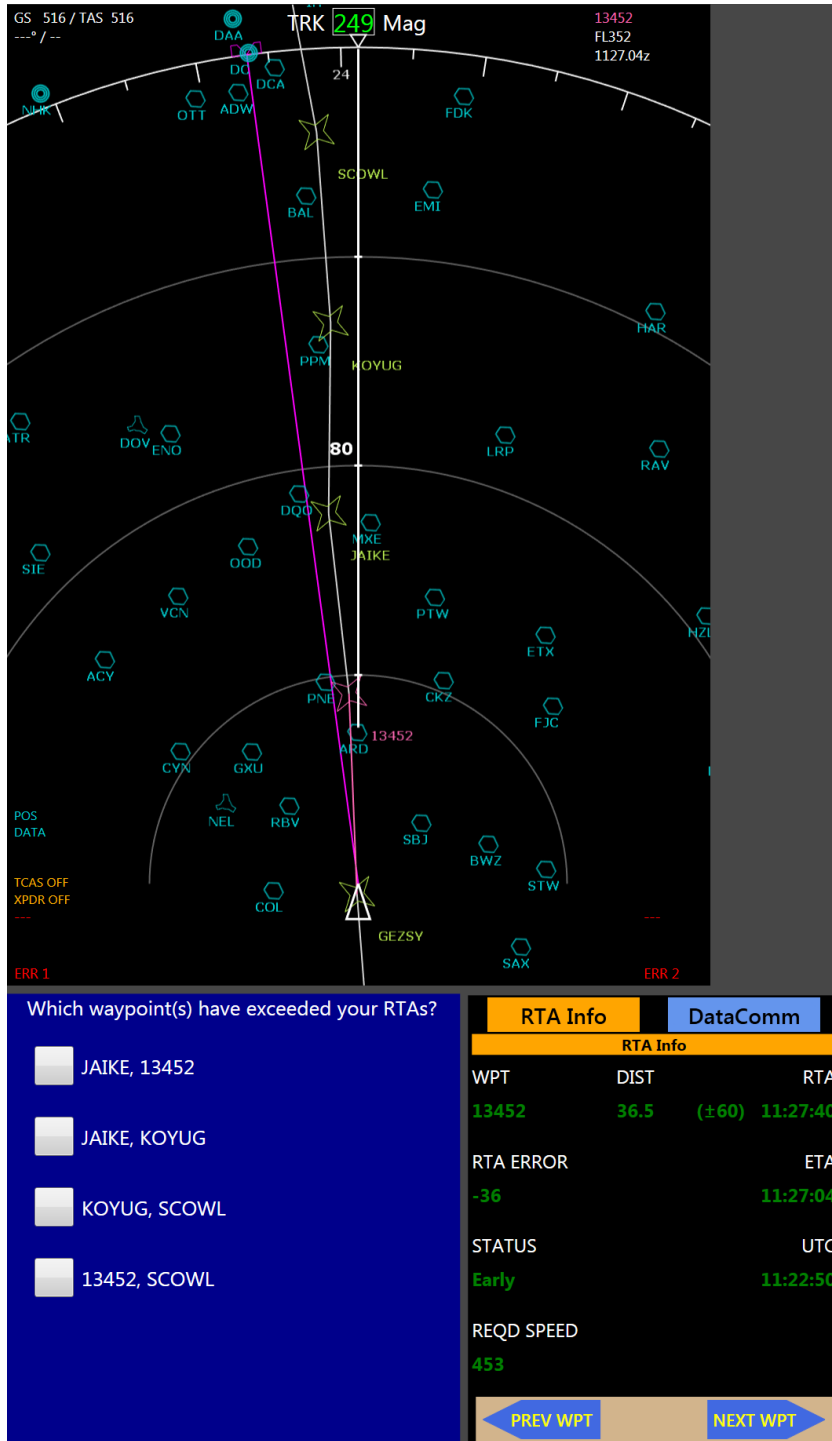 GS 516 / TAS 516
---° / --
TRK 249 Mag
13452
FL352
1127.04z
DAA
24
DC
DCA
NHK
OTT
ADW
FDK
SCOWL
BAL
EMI
HAR
PPM
KOYUG
ATR
DOV
ENO
80
LRP
RAV
DQO
MXE
JAIKE
SIE
OOD
VCN
PTW
HZL
ETX
ACY
PNE
CKZ
FJC
13452
ARD
CYN
GXU
NEL
RBV
POS
DATA
SBJ
BWZ
STW
TCAS OFF
XPDR OFF
---
---
COL
GEZSY
SAX
ERR 1
ERR 2
Which waypoint(s) have exceeded your RTAs?
JAIKE, 13452
JAIKE, KOYUG
KOYUG, SCOWL
13452, SCOWL
RTA Info
DataComm
RTA Info
WPT DIST RTA
13452 36.5 (±60) 11:27:40
RTA ERROR ETA
-36 11:27:04
STATUS UTC
Early 11:22:50
REQD SPEED
453
PREV WPT
NEXT WPT